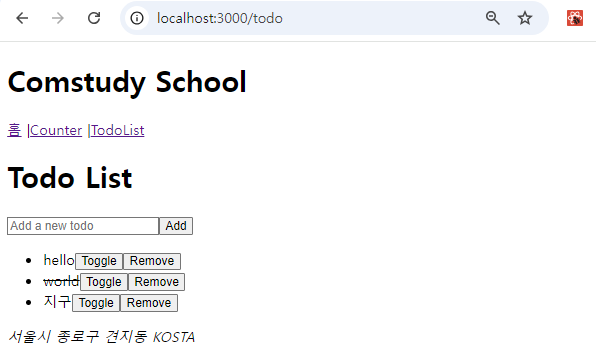 localhost:3000/todo
Comstudy School
홈 |Counter |TodoList
Todo List
Add a new todo Add
hello Toggle Remove
world Toggle Remove
지구 Toggle Remove
서울시 종로구 견지동 KOSTA